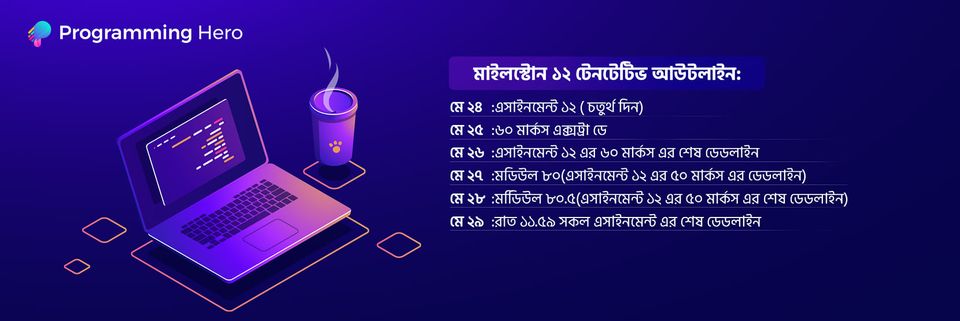 Programming Hero
মাইলস্টোন ১২ টেনটেটিভ আউটলাইন:
মে ২৪ :এসাইনমেন্ট ১২ ( চতুর্থ দিন)
মে ২৫ :৬০ মার্কস এক্সট্রা ডে
মে ২৬ :এসাইনমেন্ট ১২ এর ৬০ মার্কস এর শেষ ডেডলাইন
মে ২৭ :মডিউল ৮০(এসাইনমেন্ট ১২ এর ৫০ মার্কস এর ডেডলাইন)
মে ২৮ :মডিউল ৮০.৫(এসাইনমেন্ট ১২ এর ৫০ মার্কস এর শেষ ডেডলাইন)
মে ২৯ :রাত ১১.৫৯ সকল এসাইনমেন্ট এর শেষ ডেডলাইন